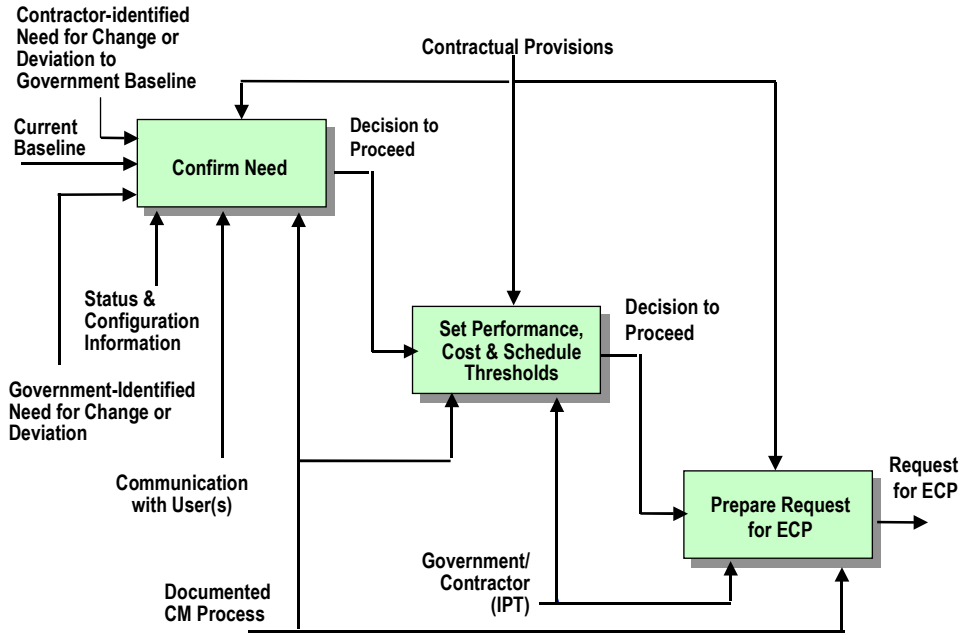 Contractor-identified
Need for Change or
Deviation to
Government Baseline
Contractual Provisions
Current
Baseline
Decision to
Proceed
Confirm Need
Status &
Configuration
Information
Decision to
Proceed
Set Performance,
Cost & Schedule
Thresholds
Government-Identified
Need for Change or
Deviation
Communication
with User(s)
Request
for ECP
Prepare Request
for ECP
Government/
Contractor
(IPT)
Documented
CM Process